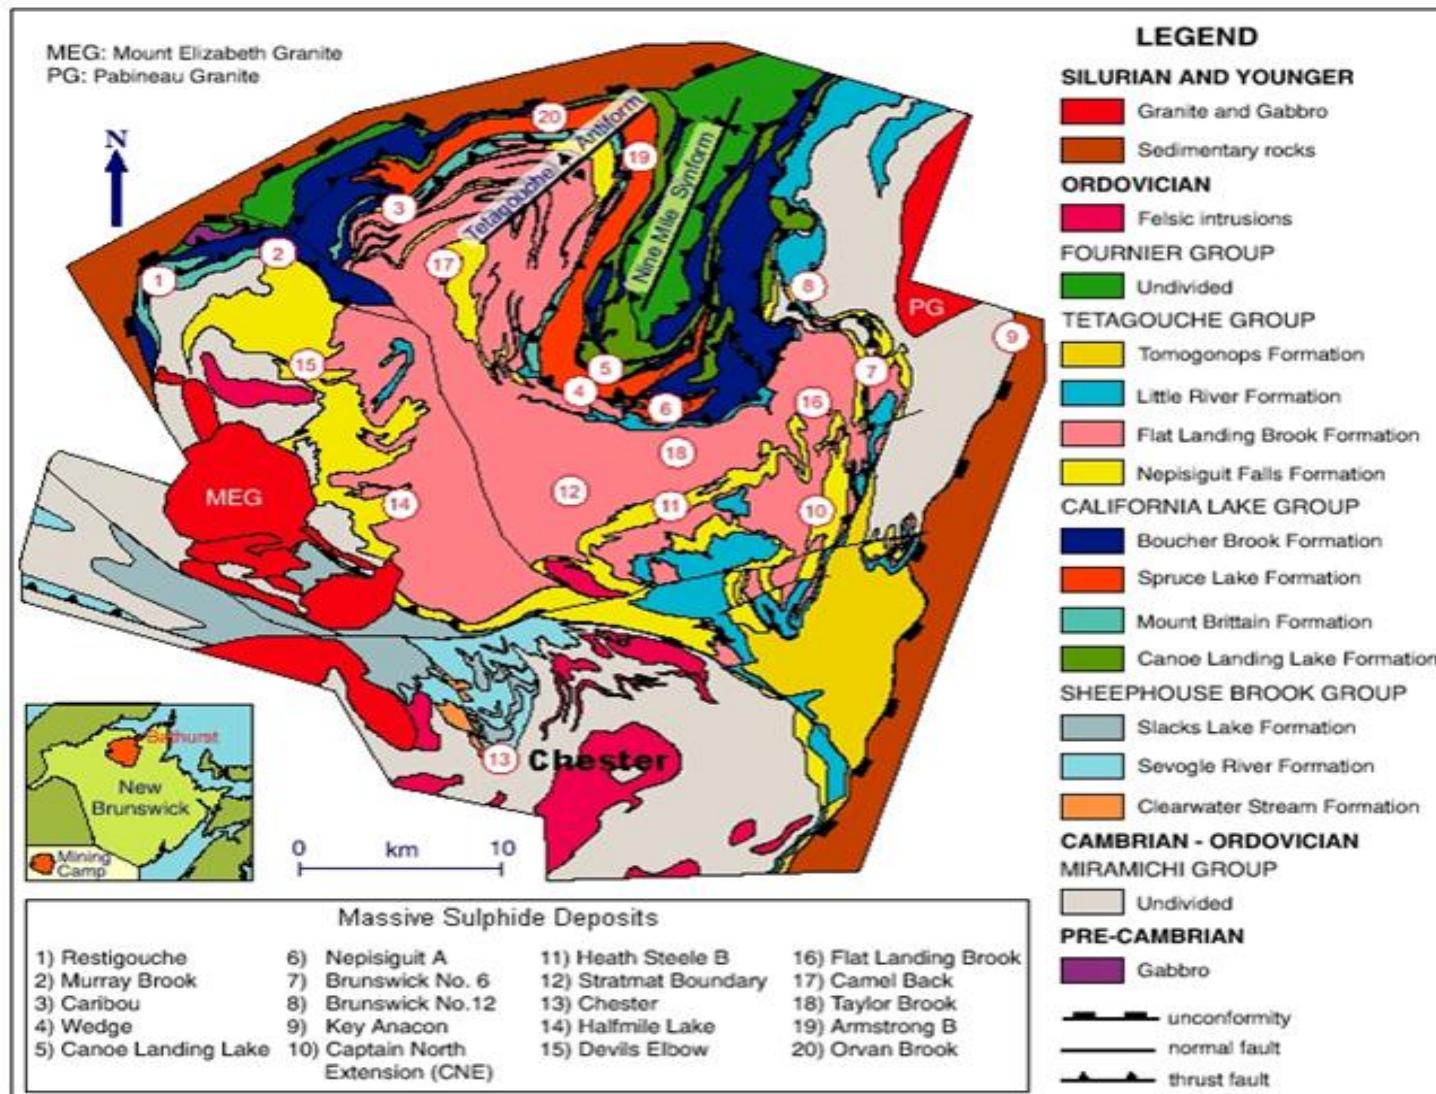 MEG: Mount Elizabeth Granite
PG: Pabineau Granite
N
Tetagouche Antiform
Nine Mile Synform
20
19
3
17
2
1
15
8
PG
9
7
5
4
6
16
18
12
11
10
14
MEG
13
Chester
0 km 10
Bathurst
New
Brunswick
Mining
Camp
LEGEND
SILURIAN AND YOUNGER
Granite and Gabbro
Sedimentary rocks
ORDOVICIAN
Felsic intrusions
FOURNIER GROUP
Undivided
TETAGOUCHE GROUP
Tomogonops Formation
Little River Formation
Flat Landing Brook Formation
Nepisiguit Falls Formation
CALIFORNIA LAKE GROUP
Boucher Brook Formation
Spruce Lake Formation
Mount Brittain Formation
Canoe Landing Lake Formation
SHEEPHOUSE BROOK GROUP
Slacks Lake Formation
Sevogle River Formation
Clearwater Stream Formation
CAMBRIAN - ORDOVICIAN
MIRAMICHI GROUP
Undivided
PRE-CAMBRIAN
Gabbro
unconformity
normal fault
thrust fault
Massive Sulphide Deposits
1) Restigouche
2) Murray Brook
3) Caribou
4) Wedge
5) Canoe Landing Lake
6) Nepisiguit A
7) Brunswick No. 6
8) Brunswick No.12
9) Key Anacon
10) Captain North
Extension (CNE)
11) Heath Steele B
12) Stratmat Boundary
13) Chester
14) Halfmile Lake
15) Devils Elbow
16) Flat Landing Brook
17) Camel Back
18) Taylor Brook
19) Armstrong B
20) Orvan Brook